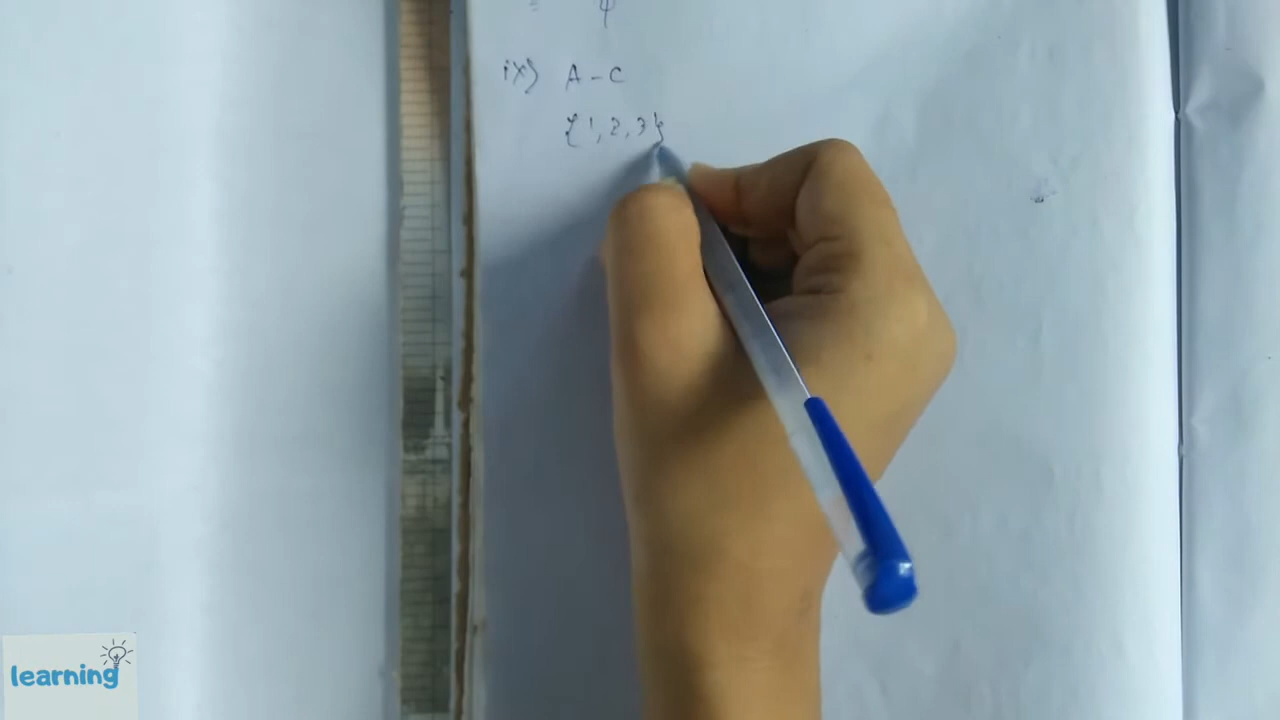 = φ
ix) A - C
{1, 2, 3}
learning